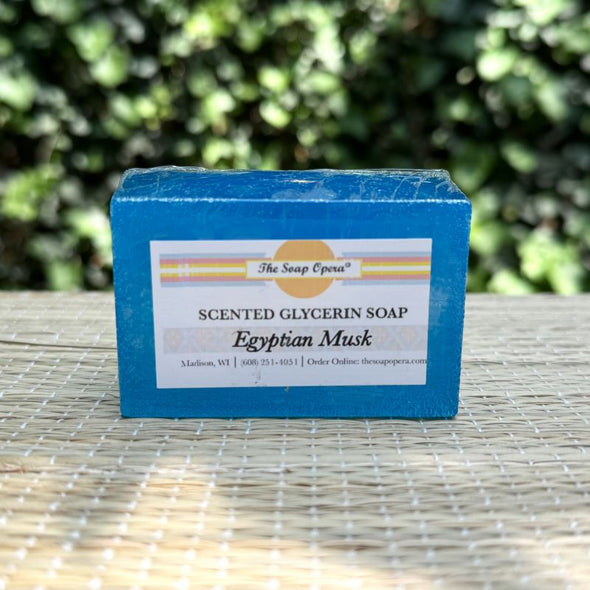 The Soap Opera®
SCENTED GLYCERIN SOAP
Egyptian Musk
Madison, WI | (608) 251-4051 | Order Online: thesoapopera.com